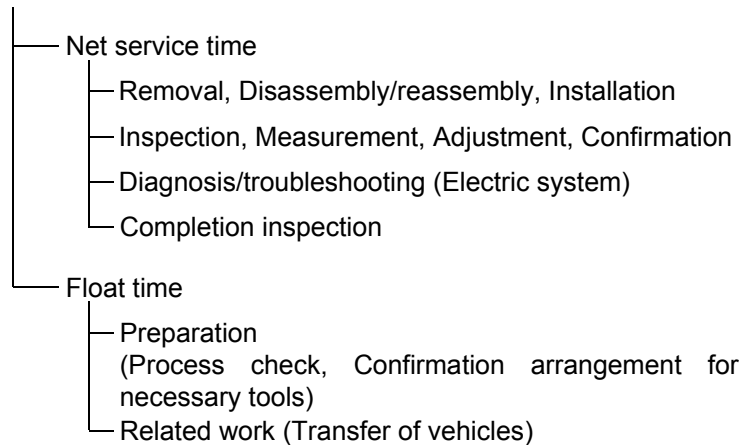 Net service time
Removal, Disassembly/reassembly, Installation
Inspection, Measurement, Adjustment, Confirmation
Diagnosis/troubleshooting (Electric system)
Completion inspection
Float time
Preparation
(Process check, Confirmation arrangement for
necessary tools)
Related work (Transfer of vehicles)